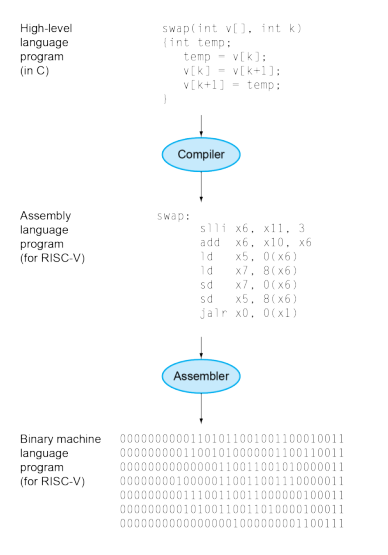 High-level
language
program
(in C)
swap(int v[], int k)
{int temp;
temp = v[k];
v[k] = v[k+1];
v[k+1] = temp;
}
Compiler
Assembly
language
program
(for RISC-V)
swap:
slli x6, x11, 3
add x6, x10, x6
ld x5, 0(x6)
ld x7, 8(x6)
sd x7, 0(x6)
sd x5, 8(x6)
jalr x0, 0(x1)
Assembler
Binary machine
language
program
(for RISC-V)
00000000001101011001001100010011
00000000011001010000001100110011
00000000000000110011001010000011
00000000100000110011001110000011
00000000011100110011000000100011
00000000010100110011010000100011
00000000000000001000000001100111